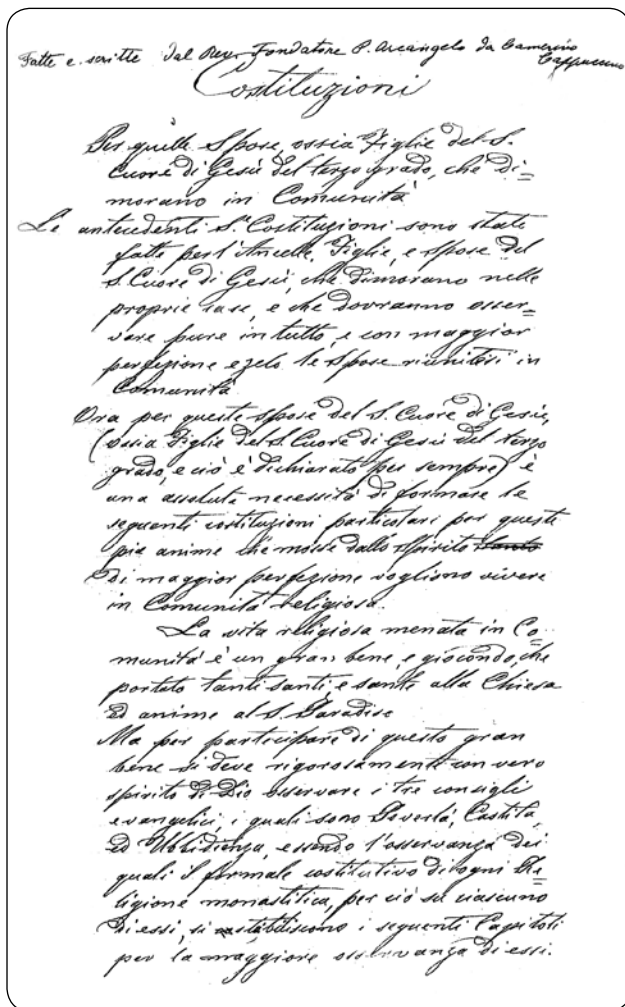 Fatte e scritte dal Rev. Fondatore P. Arcangelo da Camerino
Cappuccino
Costituzioni
Per quelle Spose, ossia Figlie del S.
Cuore di Gesù del terzo grado, che di=
morano in Comunità
Le antecedenti S. Costituzioni sono state
fatte per l'Ancelle, Figlie, e Spose del
S. Cuore di Gesù, che dimorano nelle
proprie case, e che dovranno osser=
vare pure in tutto, e con maggior
perfezione e zelo le Spose riunitesi in
Comunità.
Ora per queste Spose del S. Cuore di Gesù,
(ossia Figlie del S. Cuore di Gesù del terzo
grado, e ciò è dichiarato per sempre) è
una assoluta necessità di formare le
seguenti costituzioni particolari per queste
pie anime che mosse dallo spirito Santo
di maggior perfezione vogliono vivere
in Comunità religiosa.
La vita religiosa menata in Co=
munità è un gran bene, e giocondo, che
portato tanti santi, e sante alla Chiesa
ed anime al S. Paradiso
Ma per partecipare di questo gran
bene si deve rigorosamente con vero
spirito di Dio osservare i tre consigli
evangelici, i quali sono Povertà, Castità,
ed Ubbidienza, essendo l'osservanza dei
quali il formale costitutivo di ogni Re=
ligione monastica, per ciò su ciascuno
di essi, si stabiliscono i seguenti Capitoli
per la maggiore osservanza di essi.